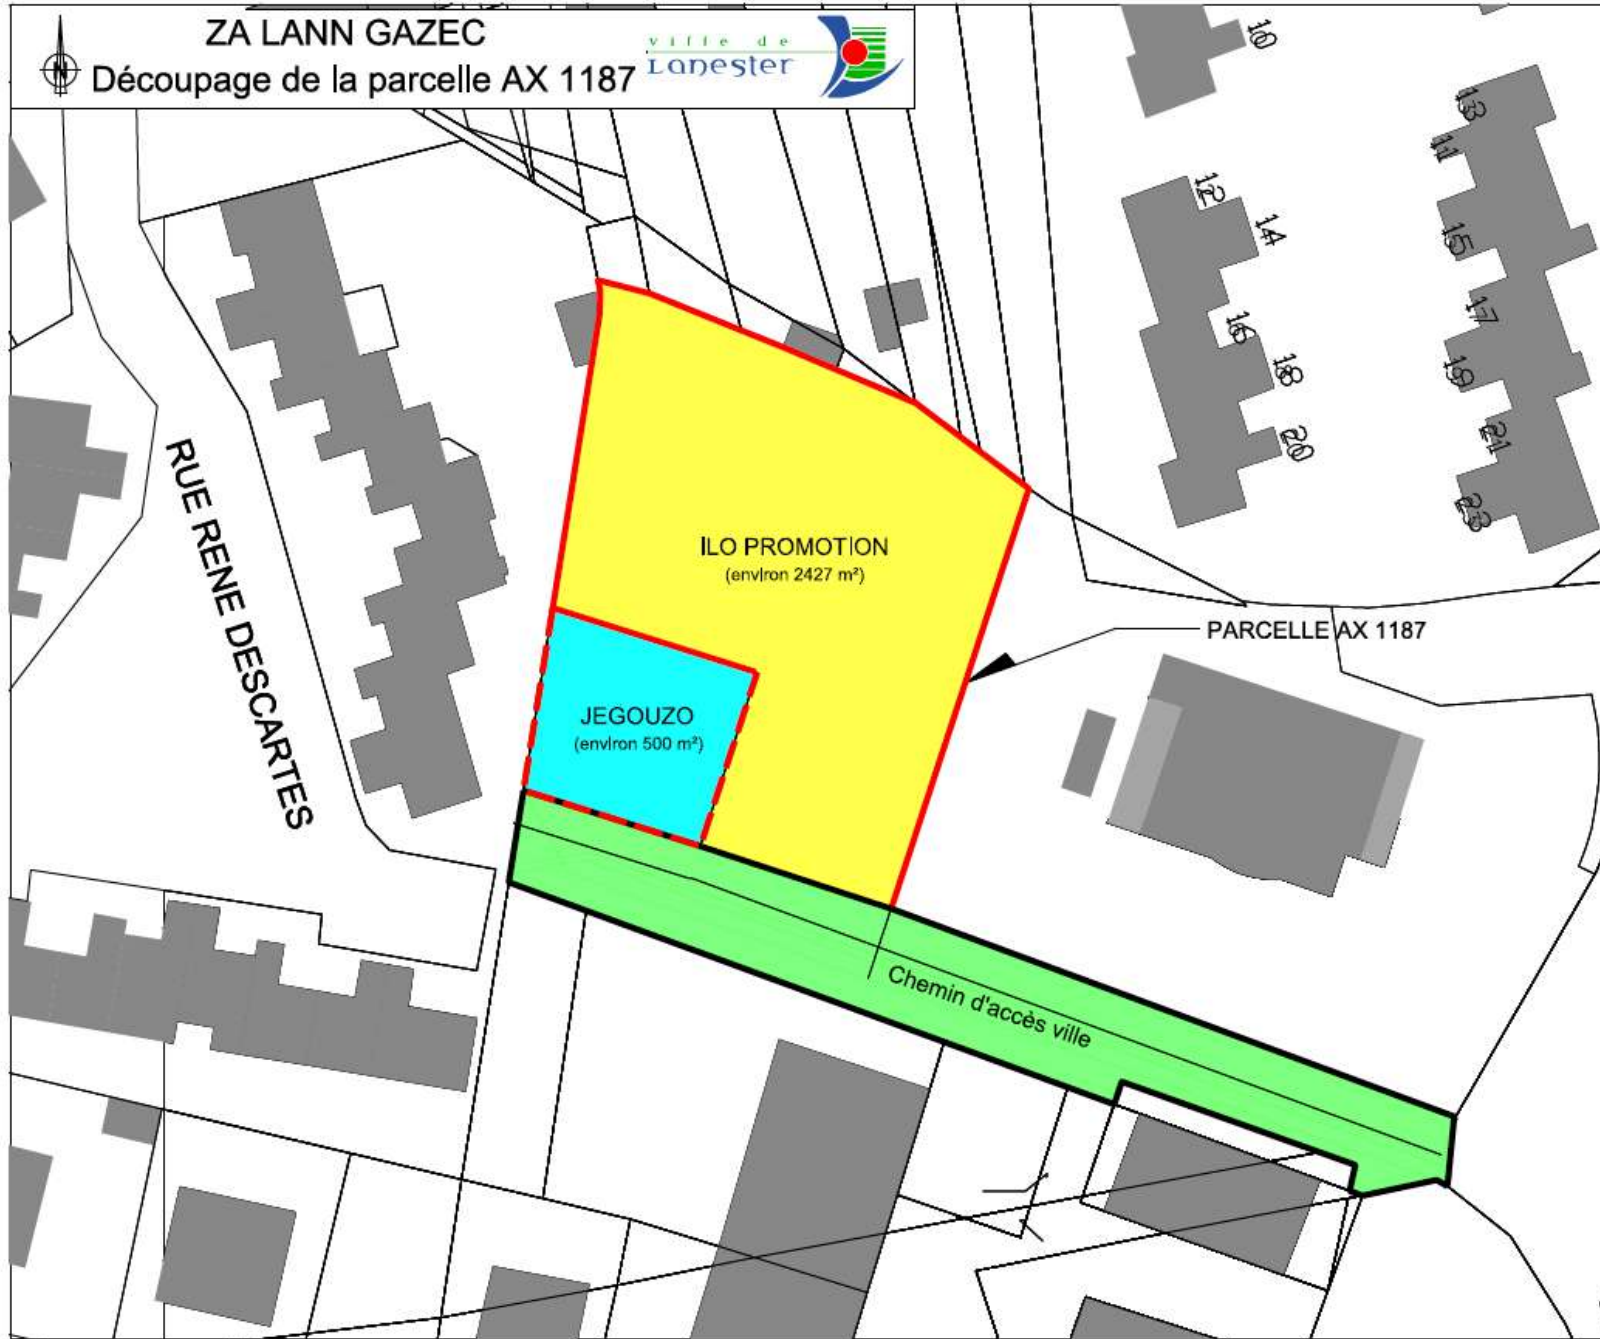 ZA LANN GAZEC
Découpage de la parcelle AX 1187
N
ville de
Lanester
10
13
11
12
14
15
16
17
18
19
20
21
23
RUE RENE DESCARTES
ILO PROMOTION
(environ 2427 m²)
PARCELLE AX 1187
JEGOUZO
(environ 500 m²)
Chemin d'accès ville